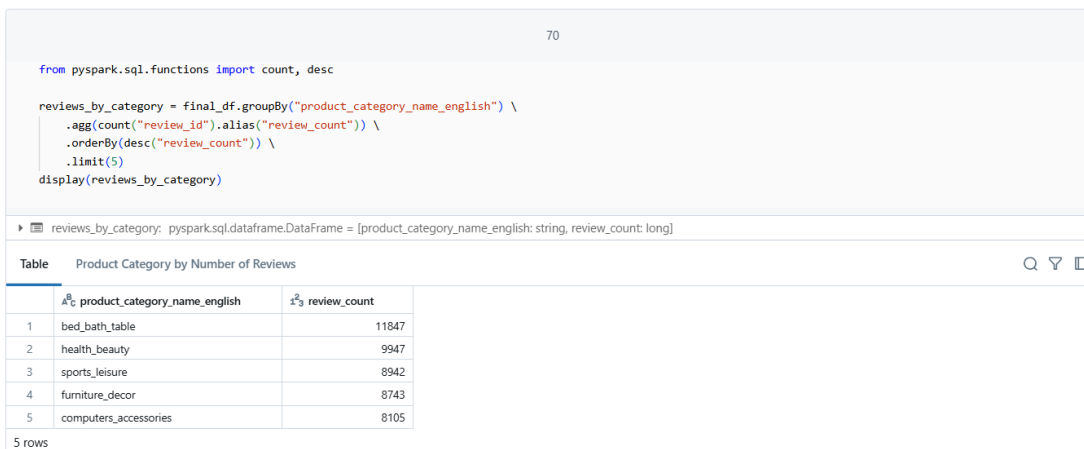 70
from pyspark.sql.functions import count, desc
reviews_by_category = final_df.groupBy("product_category_name_english") \
.agg(count("review_id").alias("review_count")) \
.orderBy(desc("review_count")) \
.limit(5)
display(reviews_by_category)
reviews_by_category: pyspark.sql.dataframe.DataFrame = [product_category_name_english: string, review_count: long]
Table Product Category by Number of Reviews
ABC product_category_name_english 123 review_count
1 bed_bath_table 11847
2 health_beauty 9947
3 sports_leisure 8942
4 furniture_decor 8743
5 computers_accessories 8105
5 rows